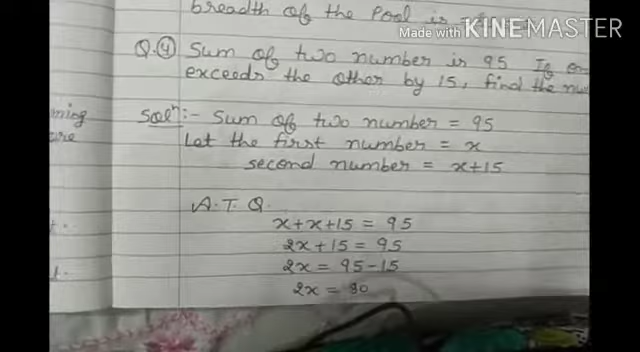 breadth of the Pool is
Made with KINEMASTER
Q.④ Sum of two number is 95 If
exceeds the other by 15, find the
ming
Solⁿ:- Sum of two number = 95
Let the first number = x
second number = x+15
A.T.Q.
x+x+15 = 95
2x+15 = 95
2x = 95-15
2x = 80